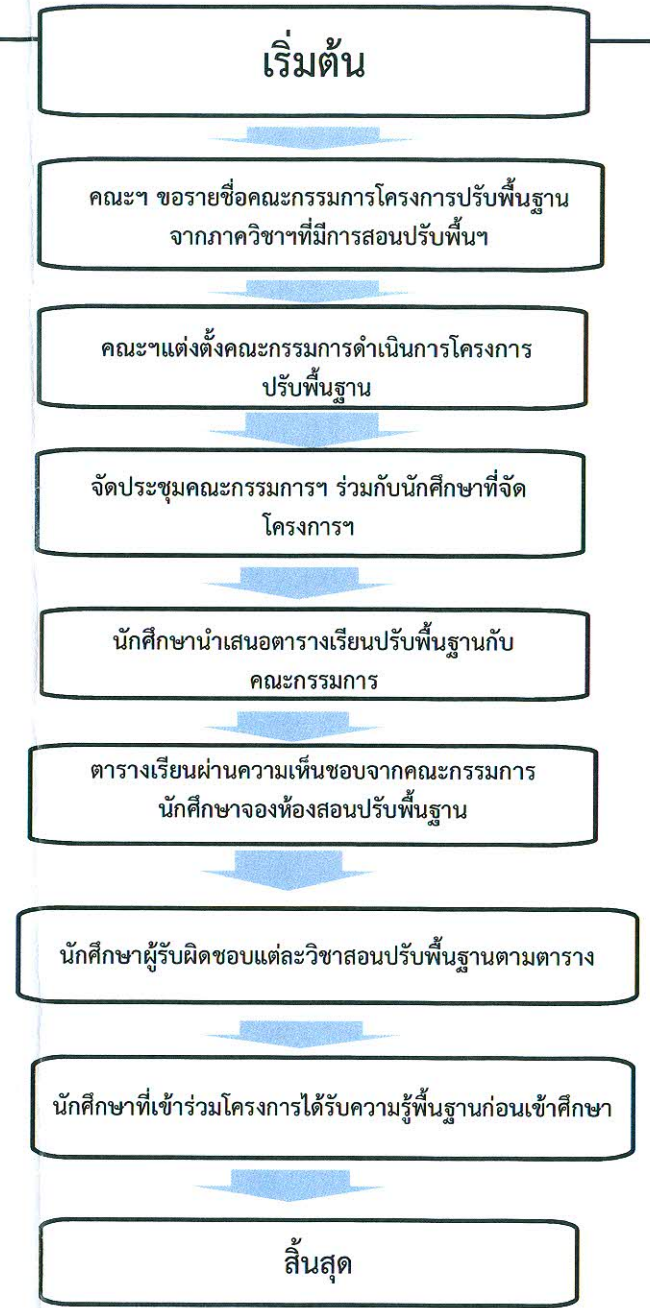 เริ่มต้น
คณะฯ ขอรายชื่อคณะกรรมการโครงการปรับพื้นฐาน
จากภาควิชาฯที่มีการสอนปรับพื้นฯ
คณะฯแต่งตั้งคณะกรรมการดำเนินการโครงการ
ปรับพื้นฐาน
จัดประชุมคณะกรรมการฯ ร่วมกับนักศึกษาที่จัด
โครงการฯ
นักศึกษานำเสนอตารางเรียนปรับพื้นฐานกับ
คณะกรรมการ
ตารางเรียนผ่านความเห็นชอบจากคณะกรรมการ
นักศึกษาจองห้องสอนปรับพื้นฐาน
นักศึกษาผู้รับผิดชอบแต่ละวิชาสอนปรับพื้นฐานตามตาราง
นักศึกษาที่เข้าร่วมโครงการได้รับความรู้พื้นฐานก่อนเข้าศึกษา
สิ้นสุด